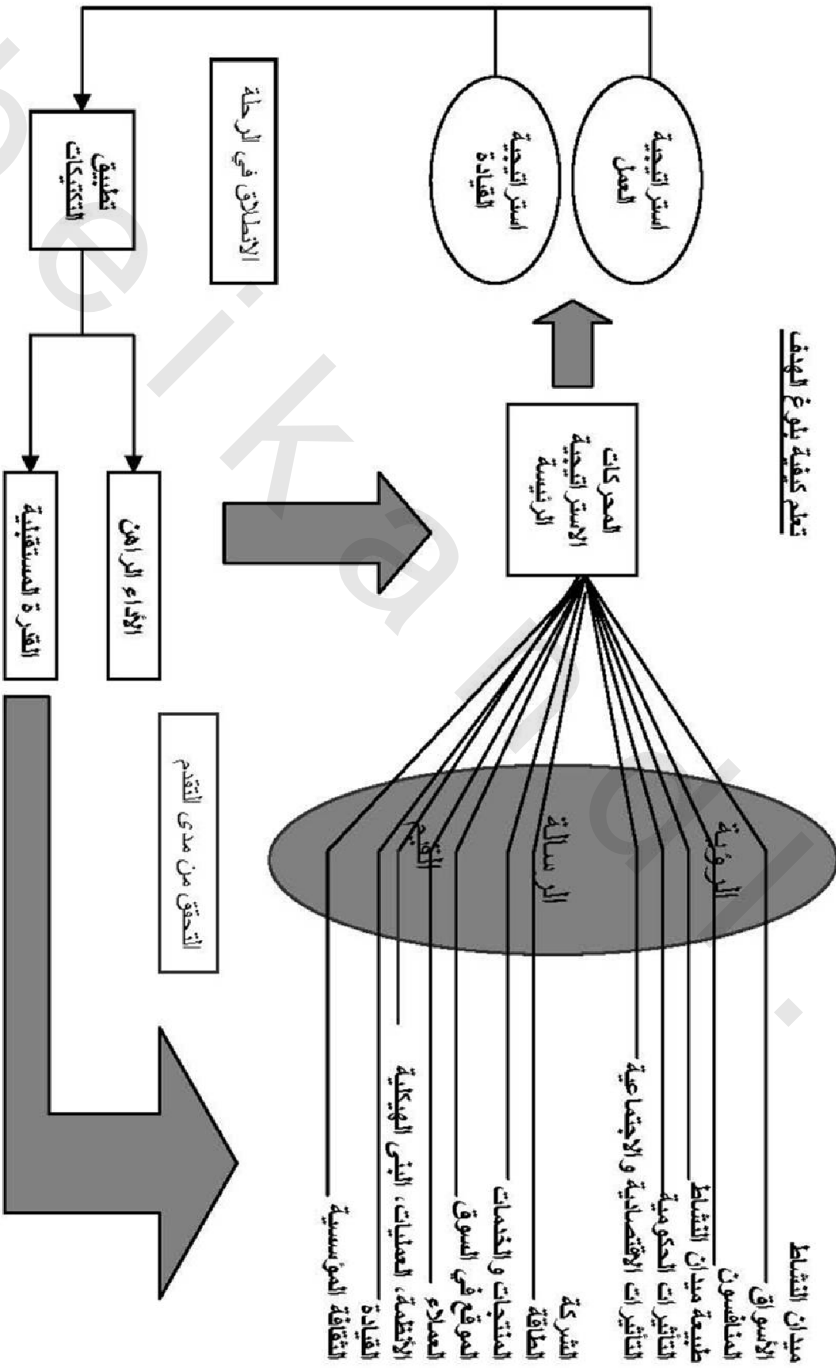 تعلم كيفية بلوغ الهدف
ميدان النشاط
الأسواق
المنافسون
طبيعة ميدان النشاط
التأثيرات الحكومية
التأثيرات الاقتصادية والاجتماعية
الشركة
الطاقة
المنتجات والخدمات
الموقع في السوق
العملاء
الأنظمة، العمليات، البنى الهيكلية
القيادة
الثقافة المؤسسية
الرؤية
الرسالة
القيم
المحركات
الاستراتيجية
الرئيسة
استراتيجية
العمل
استراتيجية
القيادة
الانطلاق في الرحلة
تطبيق
التكتيكات
الأداء الراهن
القدرة المستقبلية
التحقق من مدى التقدم
beikandl.